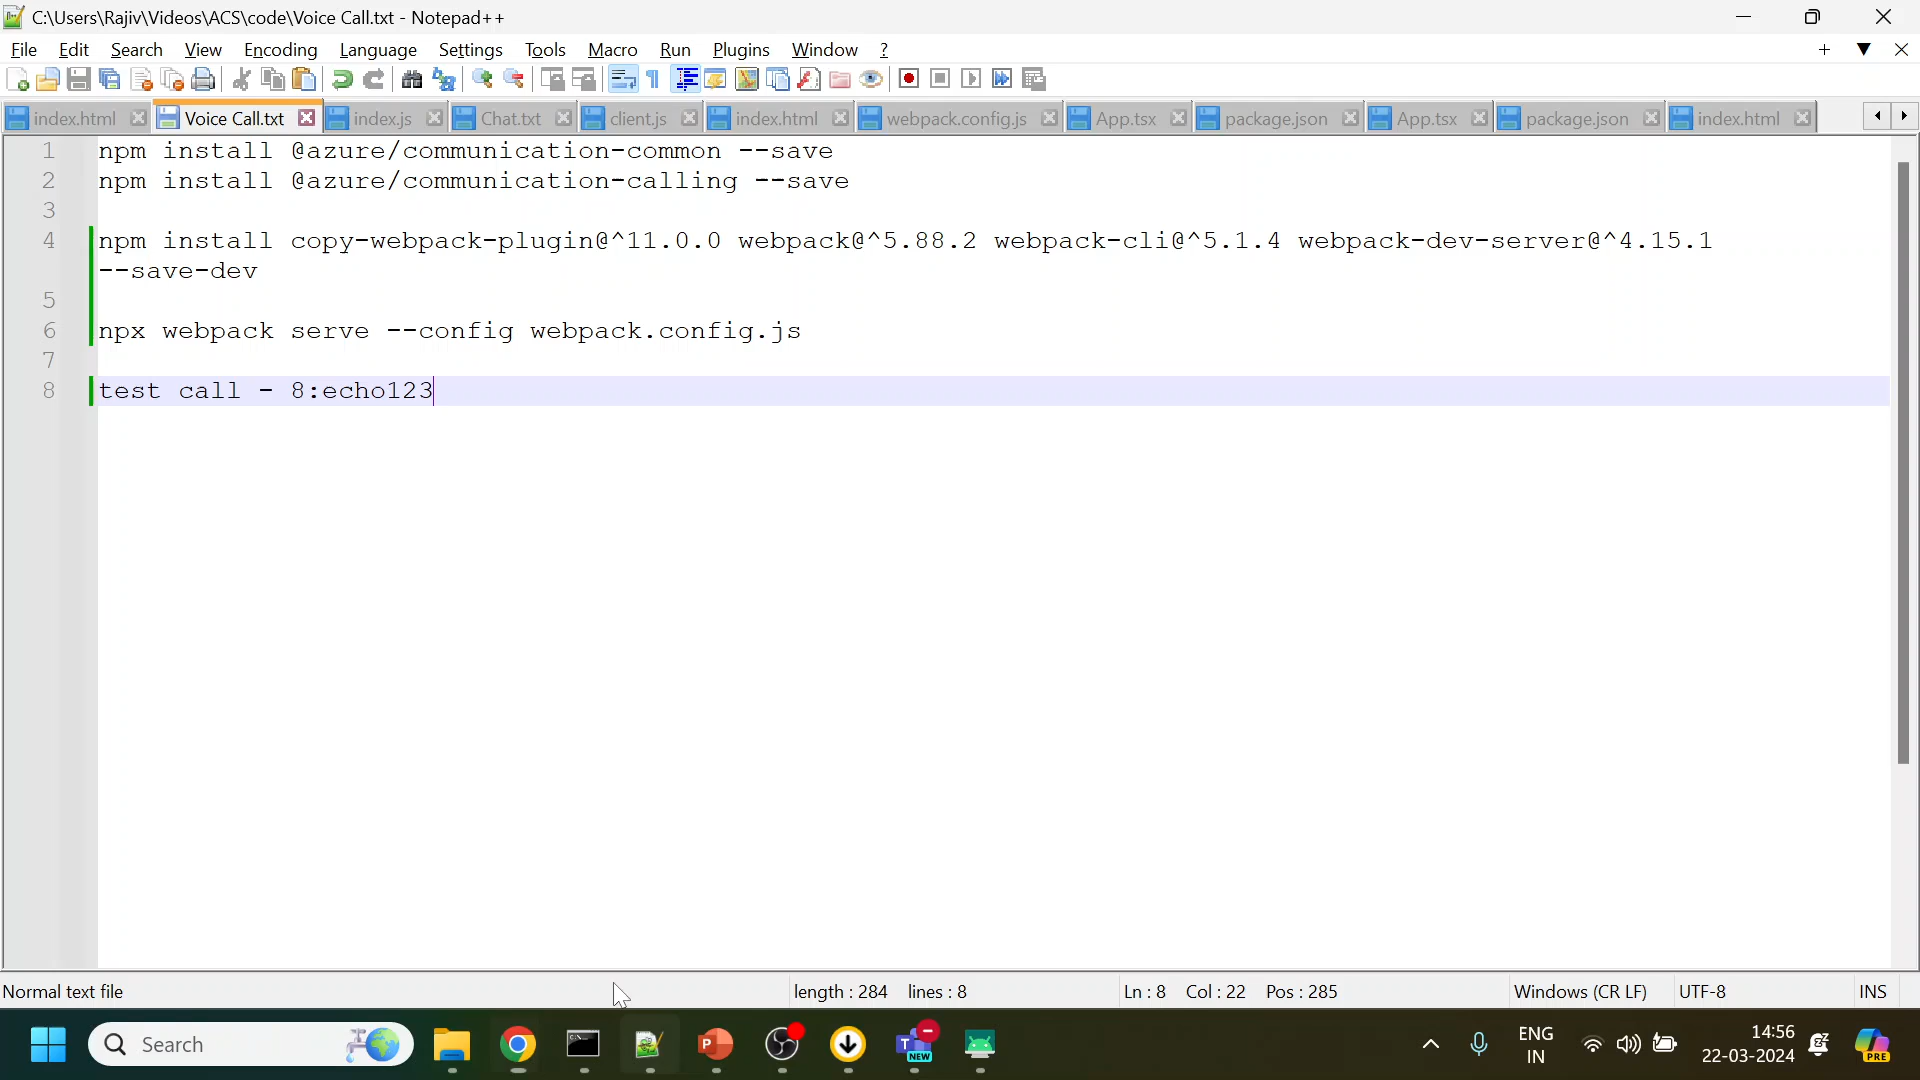 C:\Users\Rajiv\Videos\ACS\code\Voice Call.txt - Notepad++
File Edit Search View Encoding Language Settings Tools Macro Run Plugins Window ?
index.html Voice Call.txt index.js Chat.txt client.js index.html webpack.config.js App.tsx package.json App.tsx package.json index.html
1 npm install @azure/communication-common --save
2 npm install @azure/communication-calling --save
3
4 npm install copy-webpack-plugin@^11.0.0 webpack@^5.88.2 webpack-cli@^5.1.4 webpack-dev-server@^4.15.1
--save-dev
5
6 npx webpack serve --config webpack.config.js
7
8 test call - 8:echo123
Normal text file length : 284 lines : 8 Ln : 8 Col : 22 Pos : 285 Windows (CR LF) UTF-8 INS
Search
P
NEW
ENG
IN
14:56
22-03-2024
PRE